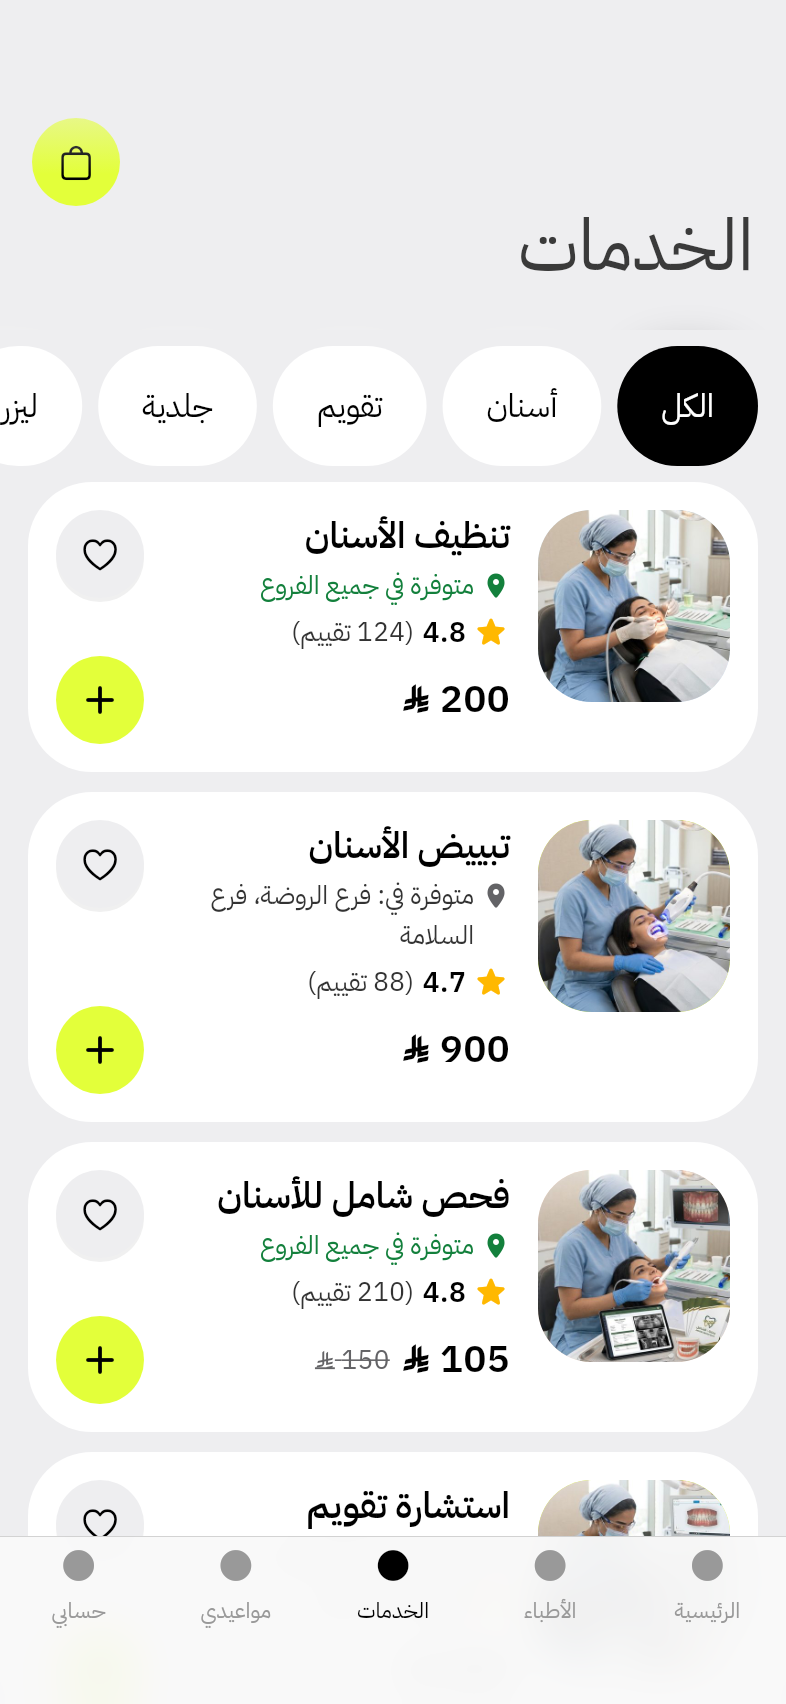 الخدمات
الكل
أسنان
تقويم
جلدية
ليزر
تنظيف الأسنان
متوفرة في جميع الفروع
4.8 (124 تقييم)
200 ⃁
تبييض الأسنان
متوفرة في: فرع الروضة، فرع
السلامة
4.7 (88 تقييم)
900 ⃁
فحص شامل للأسنان
متوفرة في جميع الفروع
4.8 (210 تقييم)
105 ⃁ 150 ⃁
استشارة تقويم
الرئيسية
الأطباء
الخدمات
مواعيدي
حسابي